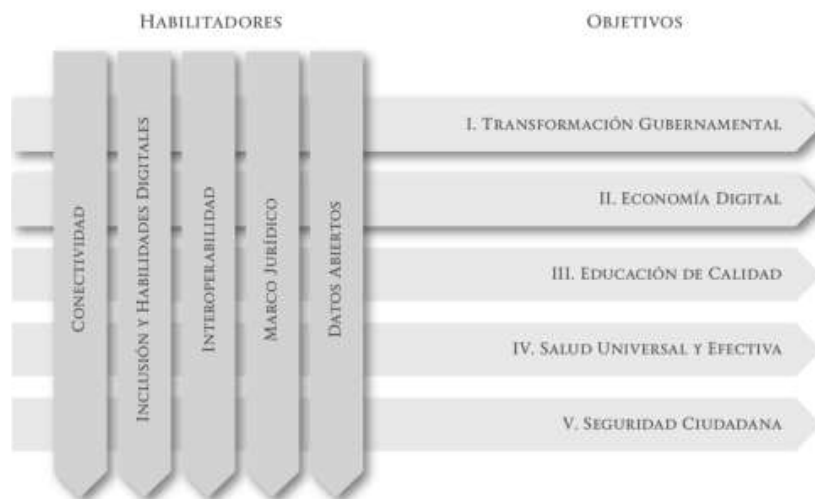 HABILITADORES
OBJETIVOS
CONECTIVIDAD
INCLUSIÓN Y HABILIDADES DIGITALES
INTEROPERABILIDAD
MARCO JURÍDICO
DATOS ABIERTOS
I. TRANSFORMACIÓN GUBERNAMENTAL
II. ECONOMÍA DIGITAL
III. EDUCACIÓN DE CALIDAD
IV. SALUD UNIVERSAL Y EFECTIVA
V. SEGURIDAD CIUDADANA